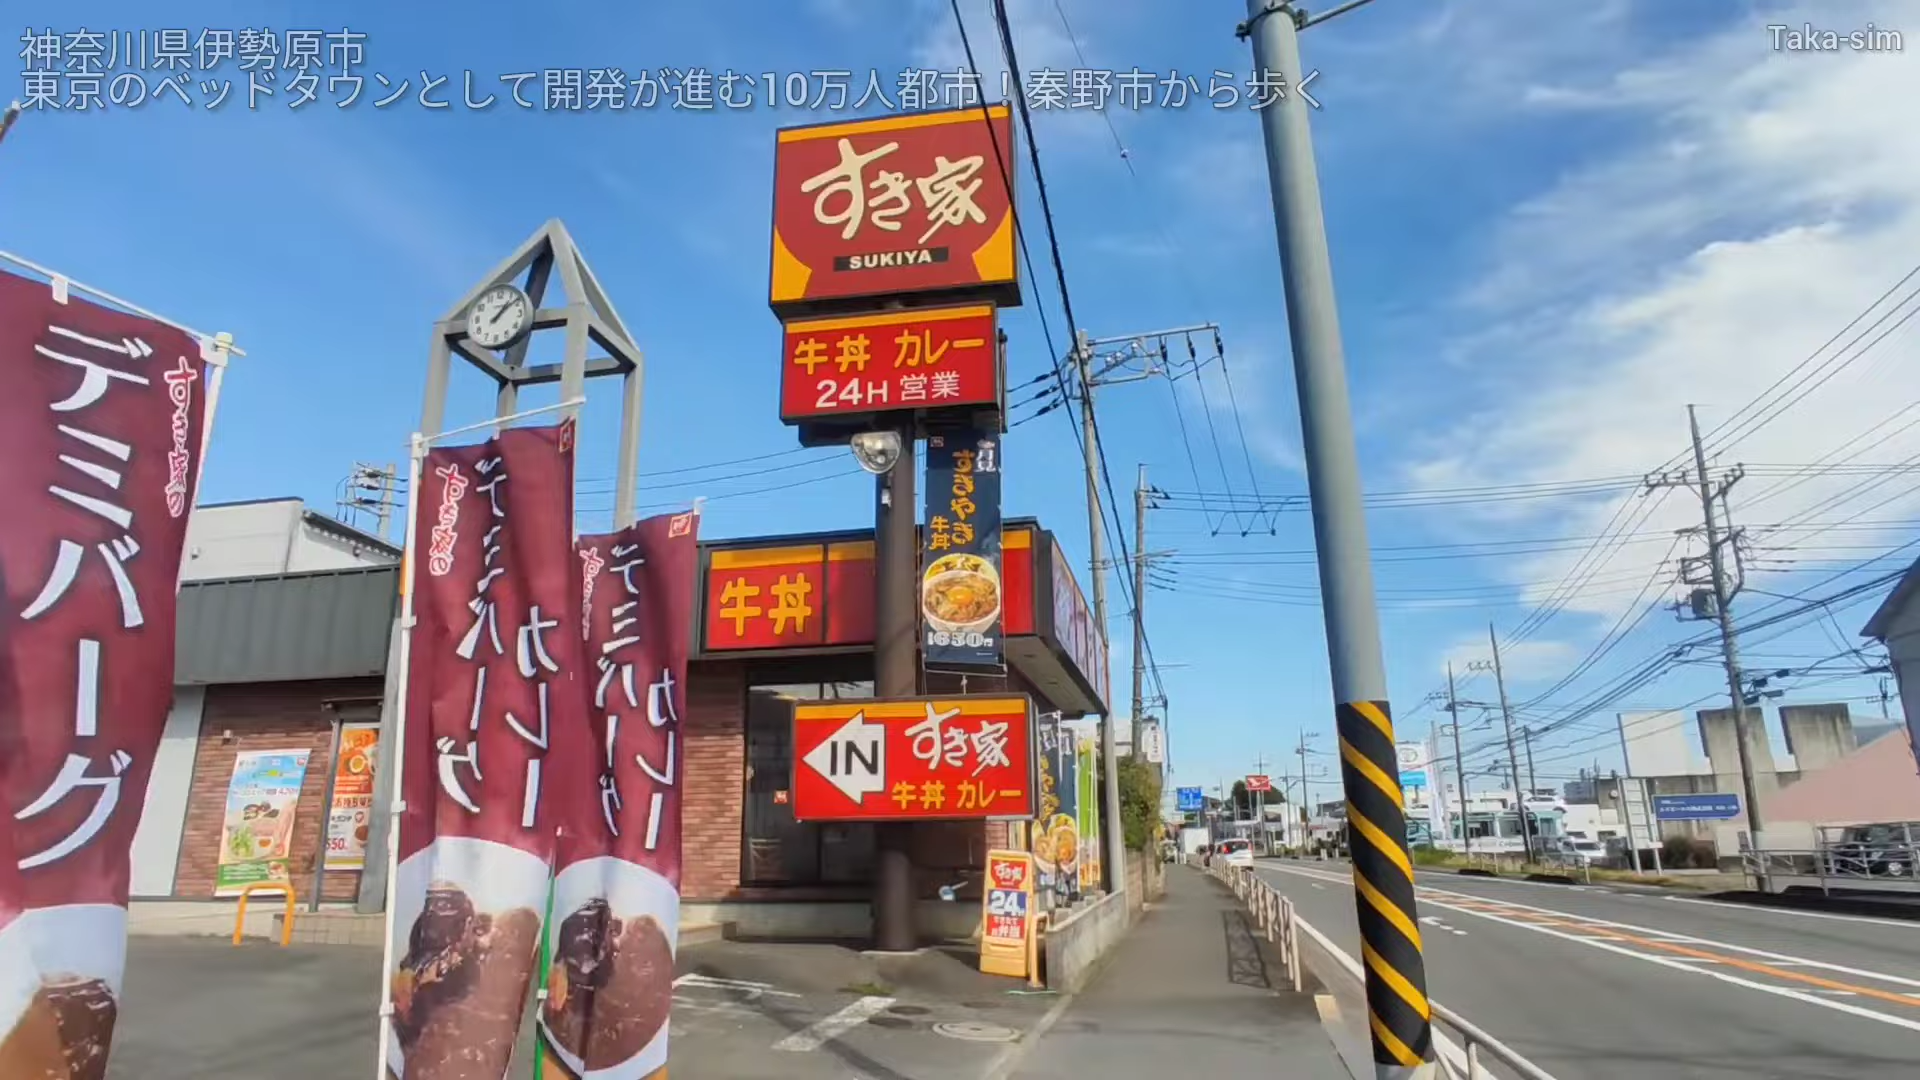 神奈川県伊勢原市
東京のベッドタウンとして開発が進む10万人都市！秦野市から歩く
Taka-sim
すき家
SUKIYA
牛丼 カレー
24H 営業
すき家の
デミバーグ
すき家の
デミバーグ
カレー
すき家の
デミバーグ
カレー
牛丼
すきやき
牛丼
650
IN
すき家
牛丼 カレー
すき家
24H